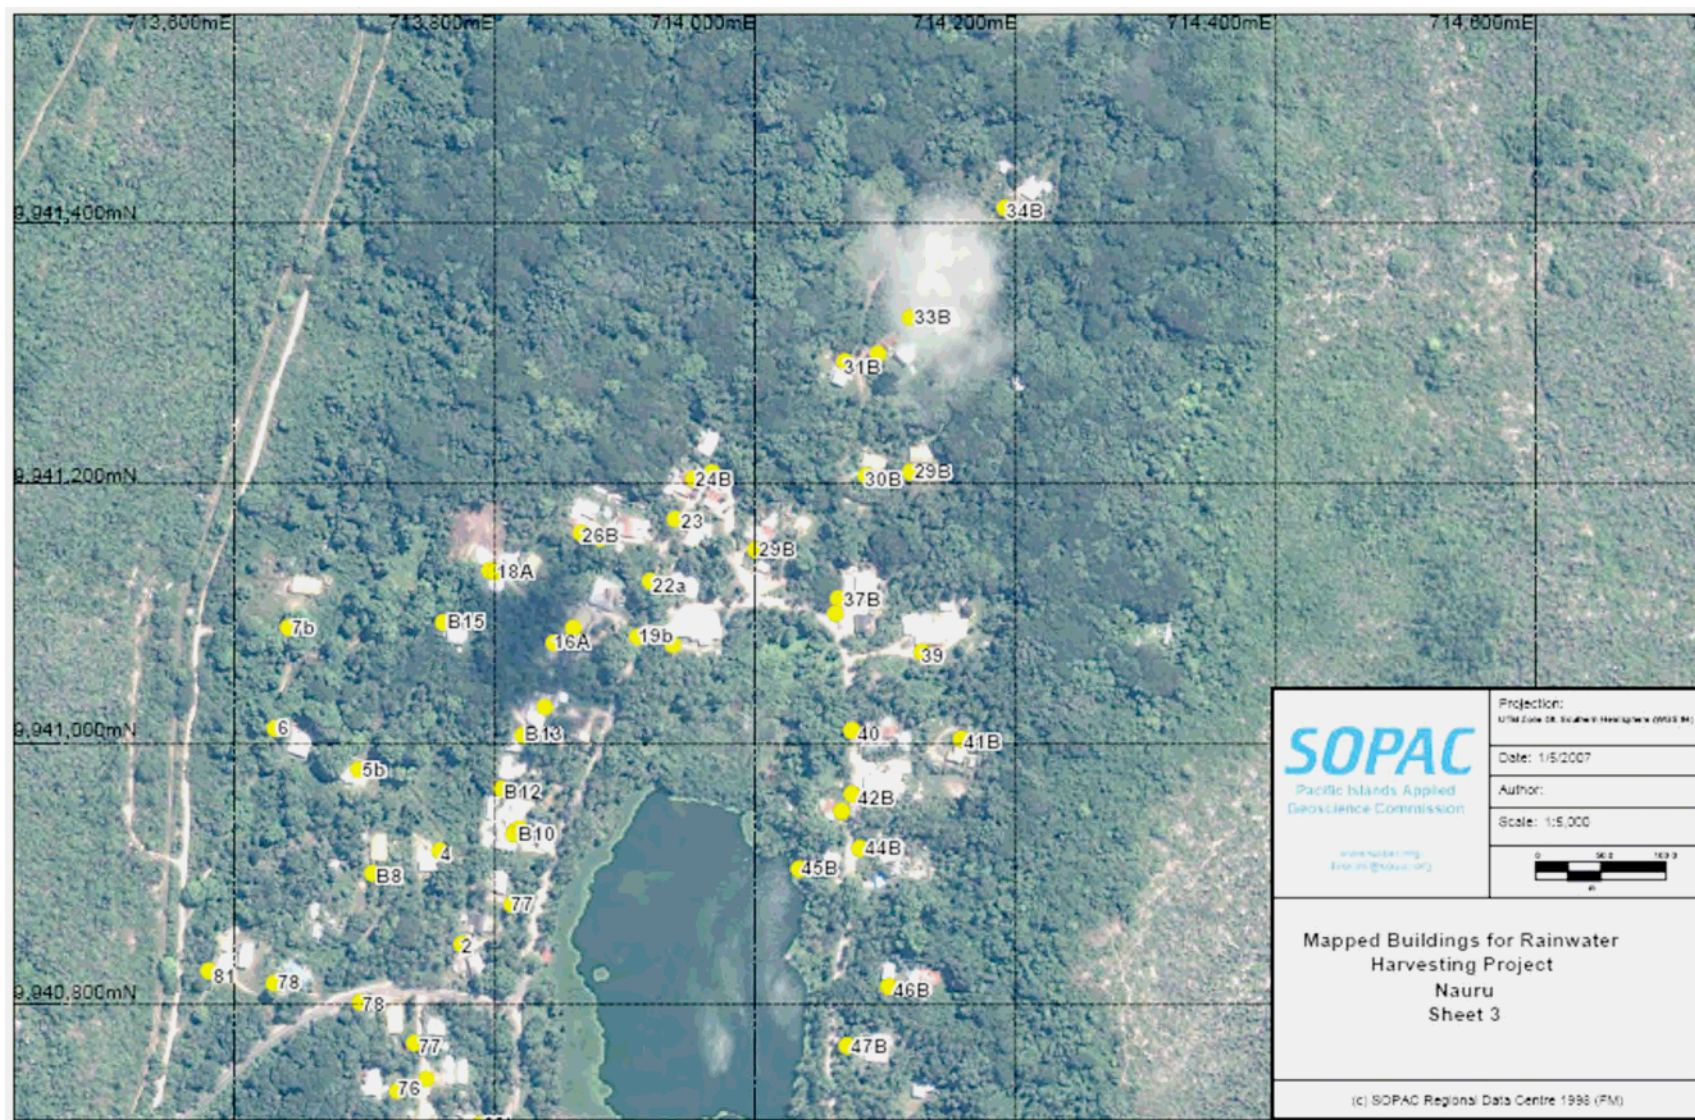 713,600mE 713,800mE 714,000mE 714,200mE 714,400mE 714,600mE
9,941,400mN
34B
33B
31B
9,941,200mN
24B
30B
29B
23
26B
29B
18A
22a
37B
7b
B15
16A
19b
39
9,941,000mN
6
B13
40
41B
5b
B12
42B
B10
4
44B
B8
45B
77
2
81
78
46B
9,940,800mN
78
77
47B
76
SOPAC
Pacific Islands Applied
Geoscience Commission
Projection:
Date: 1/5/2007
Author:
Scale: 1:5,000
Mapped Buildings for Rainwater
Harvesting Project
Nauru
Sheet 3
(c) SOPAC Regional Data Centre 1998 (FM)